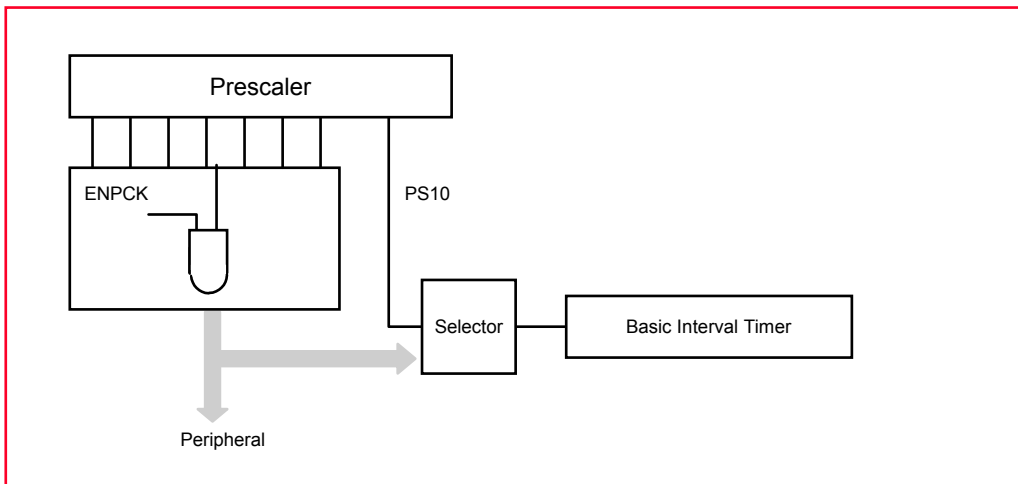 Prescaler
ENPCK
PS10
Selector
Basic Interval Timer
Peripheral